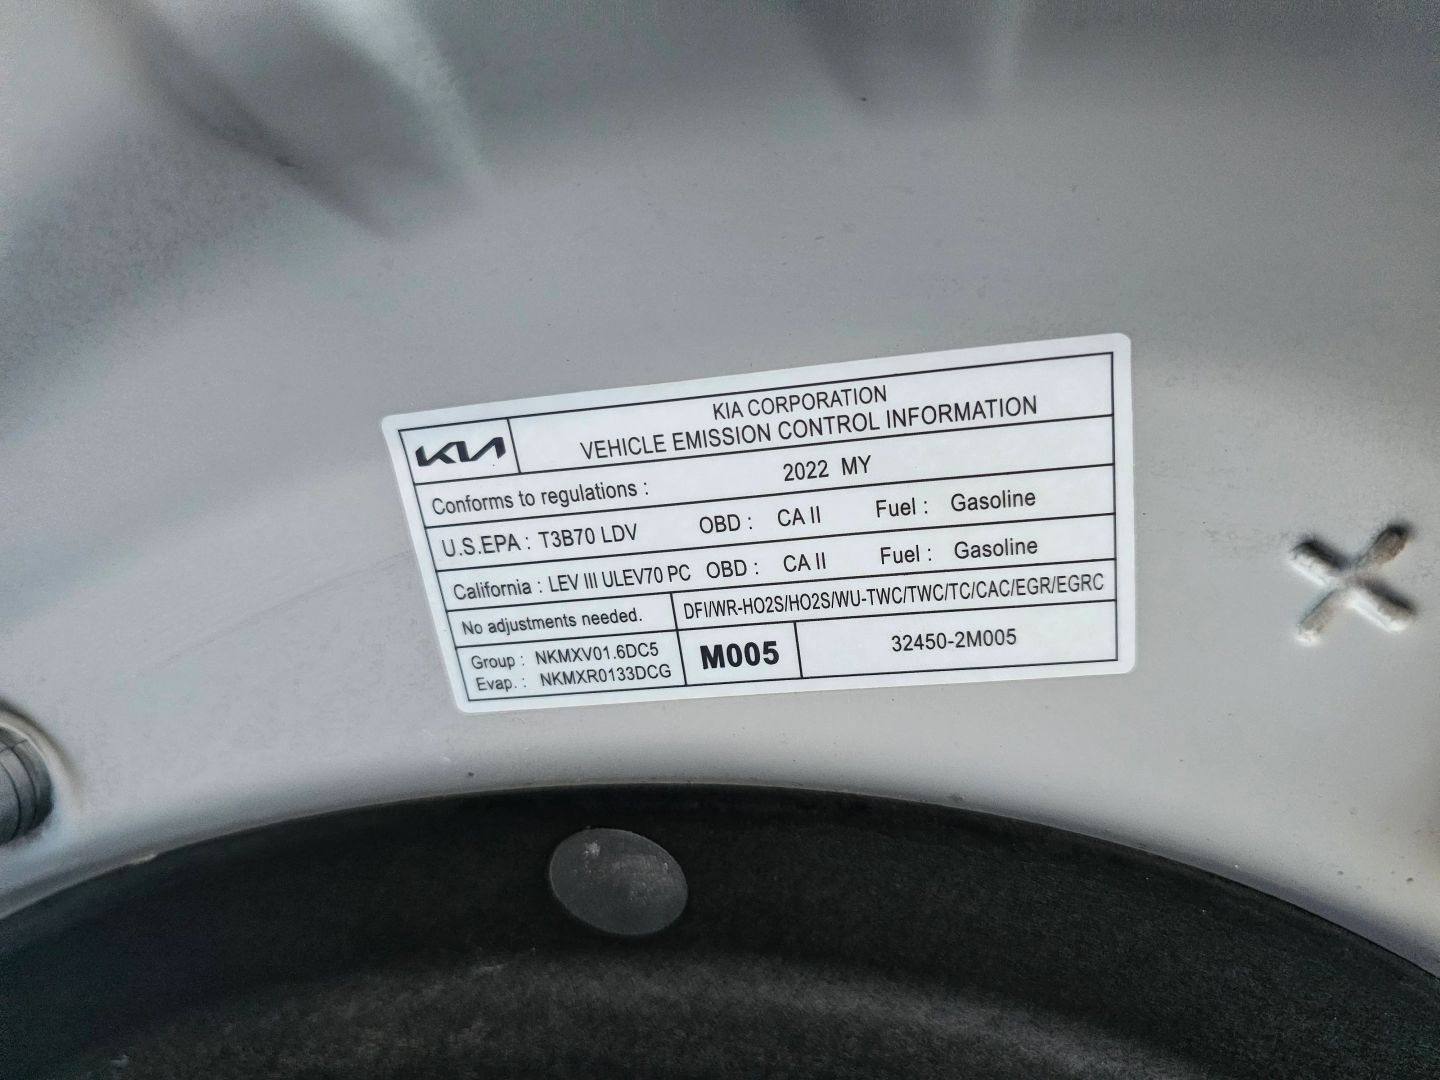 KIA
KIA CORPORATION
VEHICLE EMISSION CONTROL INFORMATION
Conforms to regulations : 2022 MY
U.S.EPA : T3B70 LDV OBD : CA II Fuel : Gasoline
California : LEV III ULEV70 PC OBD : CA II Fuel : Gasoline
No adjustments needed. DFI/WR-HO2S/HO2S/WU-TWC/TWC/TC/CAC/EGR/EGRC
Group : NKMXV01.6DC5
Evap. : NKMXR0133DCG
M005
32450-2M005